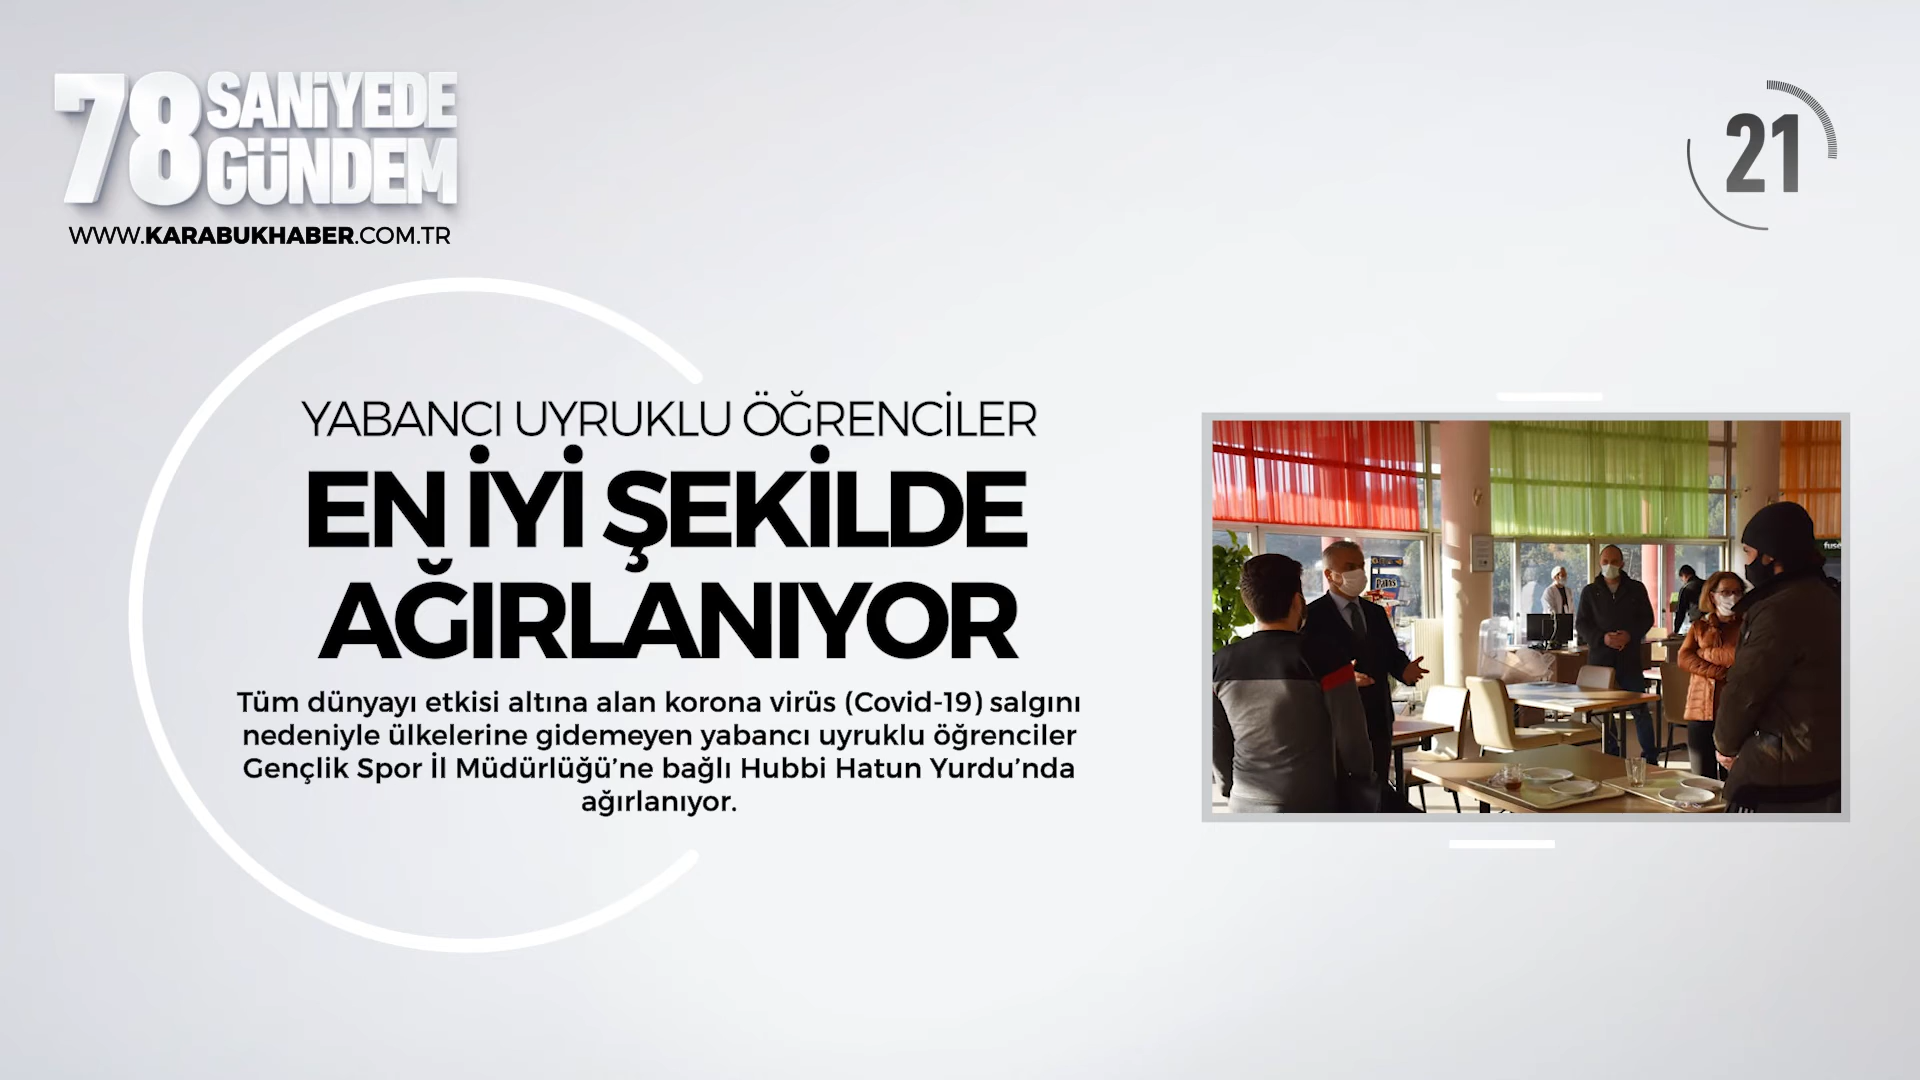 78 SANİYEDE
GÜNDEM
WWW.KARABUKHABER.COM.TR
21
YABANCI UYRUKLU ÖĞRENCİLER
EN İYİ ŞEKİLDE
AĞIRLANIYOR
Tüm dünyayı etkisi altına alan korona virüs (Covid-19) salgını
nedeniyle ülkelerine gidemeyen yabancı uyruklu öğrenciler
Gençlik Spor İl Müdürlüğü’ne bağlı Hubbi Hatun Yurdu’nda
ağırlanıyor.